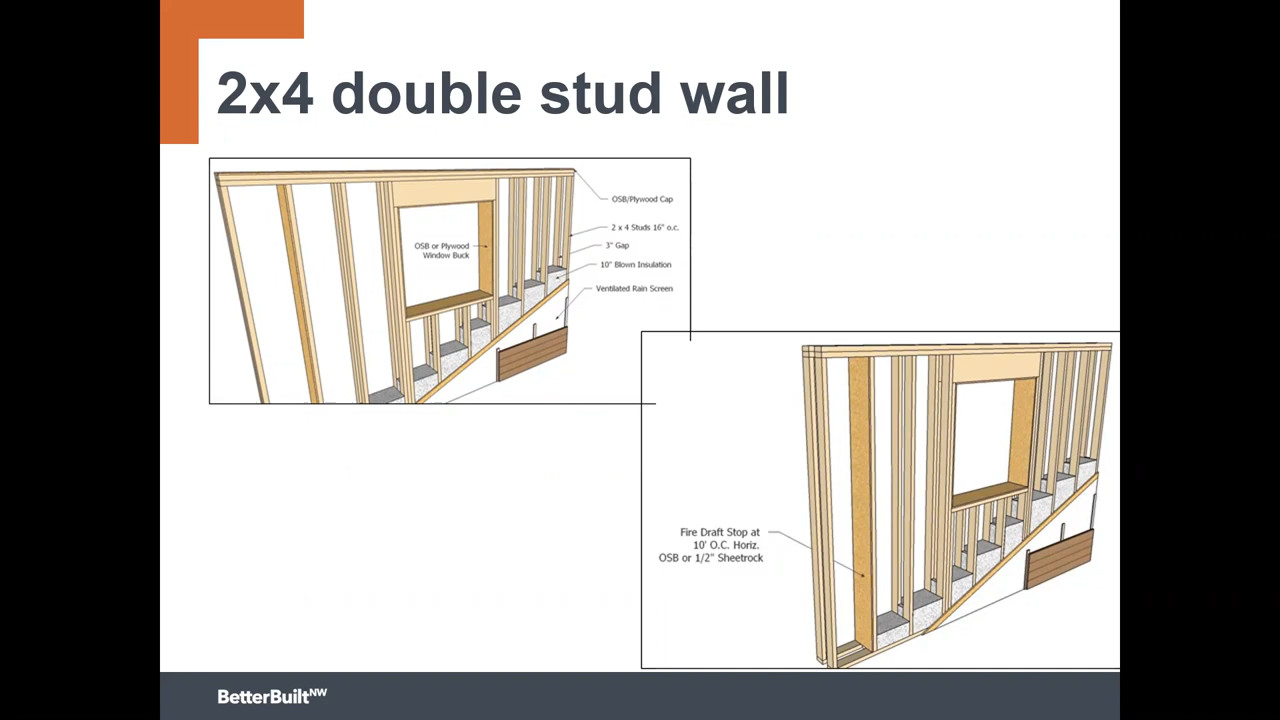 2x4 double stud wall
OSB/Plywood Cap
2 x 4 Studs 16" o.c.
OSB or Plywood
Window Buck
3" Gap
10" Blown Insulation
Ventilated Rain Screen
Fire Draft Stop at
10' O.C. Horiz.
OSB or 1/2" Sheetrock
BetterBuiltNW